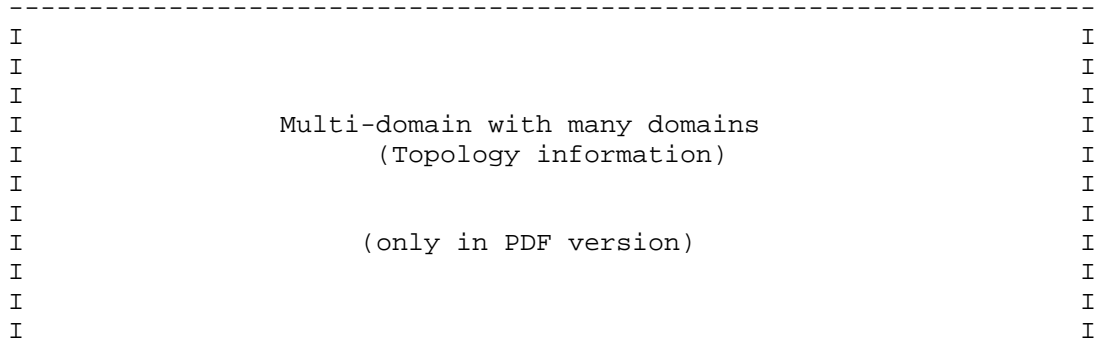 --------------------------------------------------------------------
I                                                                  I
I                                                                  I
I                                                                  I
I                Multi-domain with many domains                    I
I                      (Topology information)                      I
I                                                                  I
I                                                                  I
I                     (only in PDF version)                        I
I                                                                  I
I                                                                  I
I                                                                  I